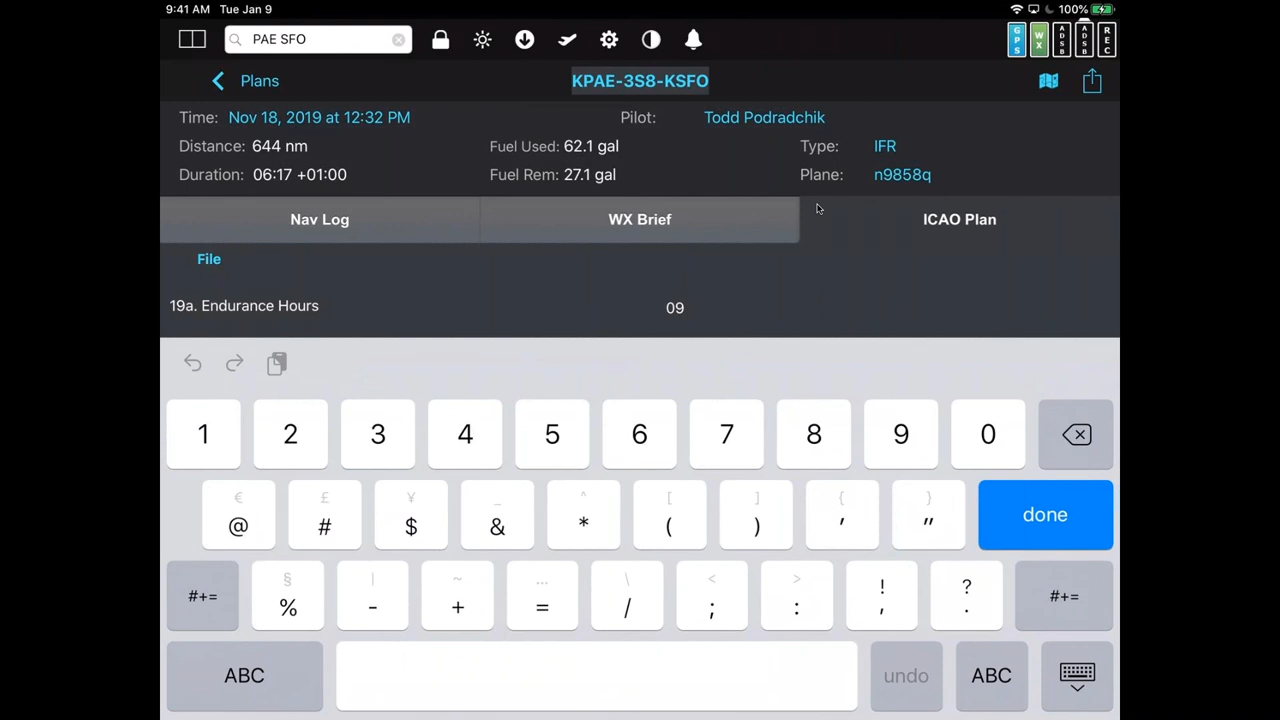 9:41 AM Tue Jan 9 100%
PAE SFO GPS WX ADSB ADSB REC
Plans KPAE-3S8-KSFO
Time: Nov 18, 2019 at 12:32 PM Pilot: Todd Podradchik
Distance: 644 nm Fuel Used: 62.1 gal Type: IFR
Duration: 06:17 +01:00 Fuel Rem: 27.1 gal Plane: n9858q
Nav Log WX Brief ICAO Plan
File
19a. Endurance Hours 09
1 2 3 4 5 6 7 8 9 0
€ £ ¥ _ ^ [ ] { }
@ # $ & * ( ) ' " done
§ | ~ … \ < > ! ?
#+= % - + = / ; : , . #+=
ABC undo ABC